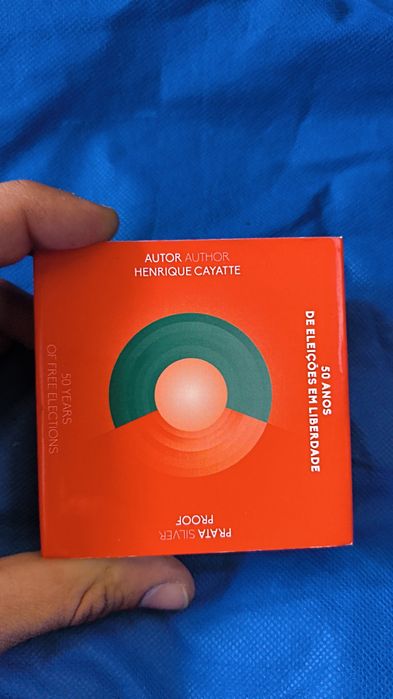 AUTOR AUTHOR
HENRIQUE CAYATTE
50 ANOS
DE ELEIÇÕES EM LIBERDADE
PRATA SILVER
PROOF
50 YEARS
OF FREE ELECTIONS